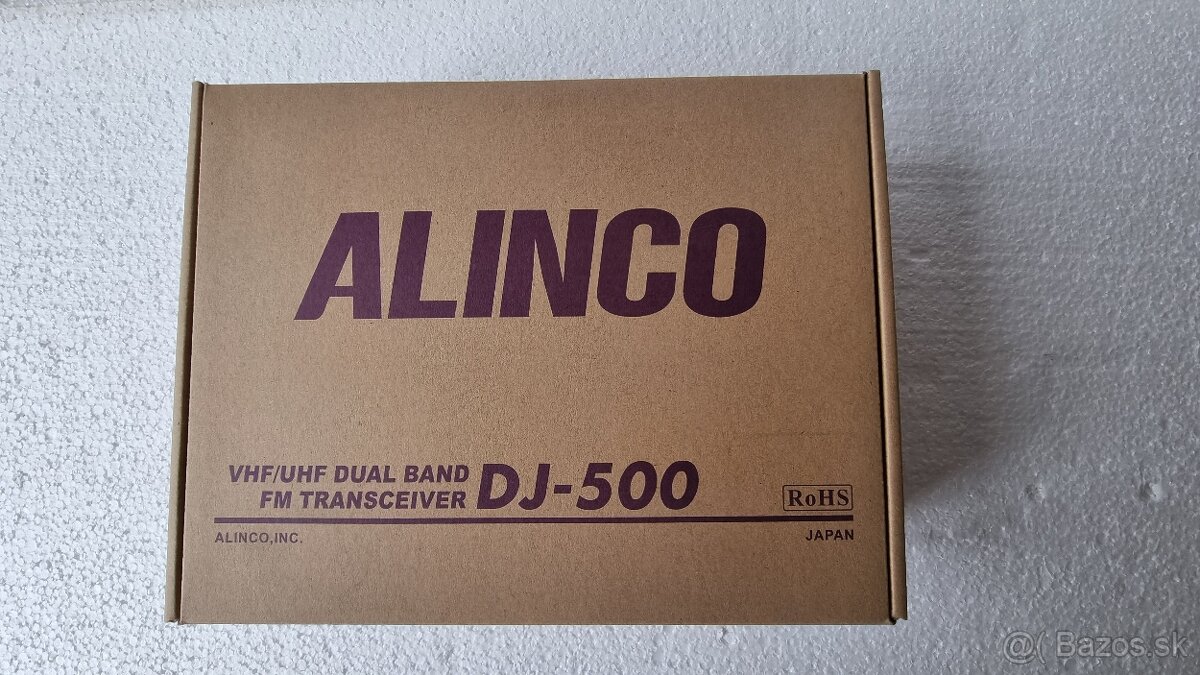 ALINCO
VHF/UHF DUAL BAND
FM TRANSCEIVER DJ-500
RoHS
ALINCO,INC.
JAPAN
@( Bazos.sk